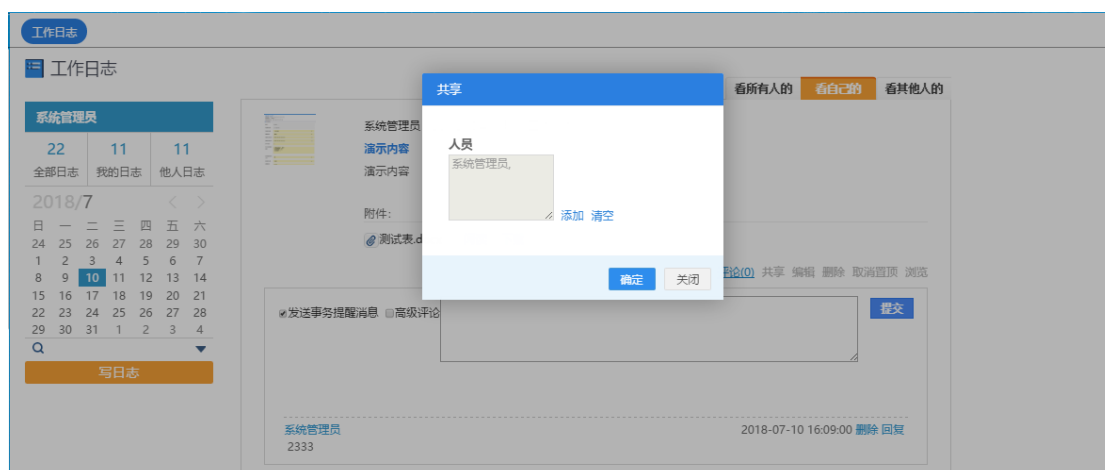 工作日志
工作日志
看所有人的 看自己的 看其他人的
系统管理员
22 11 11
全部日志 我的日志 他人日志
2018/7 < >
日 一 二 三 四 五 六
24 25 26 27 28 29 30
1 2 3 4 5 6 7
8 9 10 11 12 13 14
15 16 17 18 19 20 21
22 23 24 25 26 27 28
29 30 31 1 2 3 4
写日志
系统管理员
演示内容
演示内容
附件:
测试表.d
共享
人员
系统管理员,
添加 清空
确定 关闭
评论(0) 共享 编辑 删除 取消置顶 浏览
发送事务提醒消息 高级评论
提交
系统管理员 2018-07-10 16:09:00 删除 回复
2333